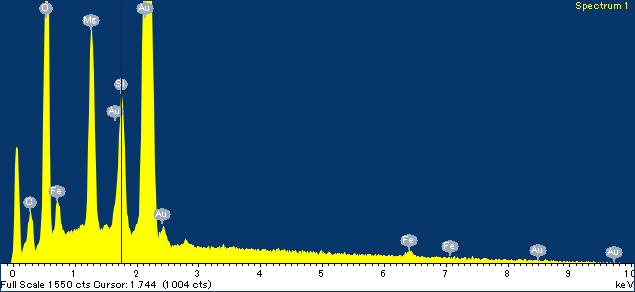 Spectrum 1
O Au
Mg
Si
Au
Fe
O Au
Fe Fe Au Au
0 1 2 3 4 5 6 7 8 9 10
Full Scale 1550 cts Cursor: 1.744 (1004 cts) keV